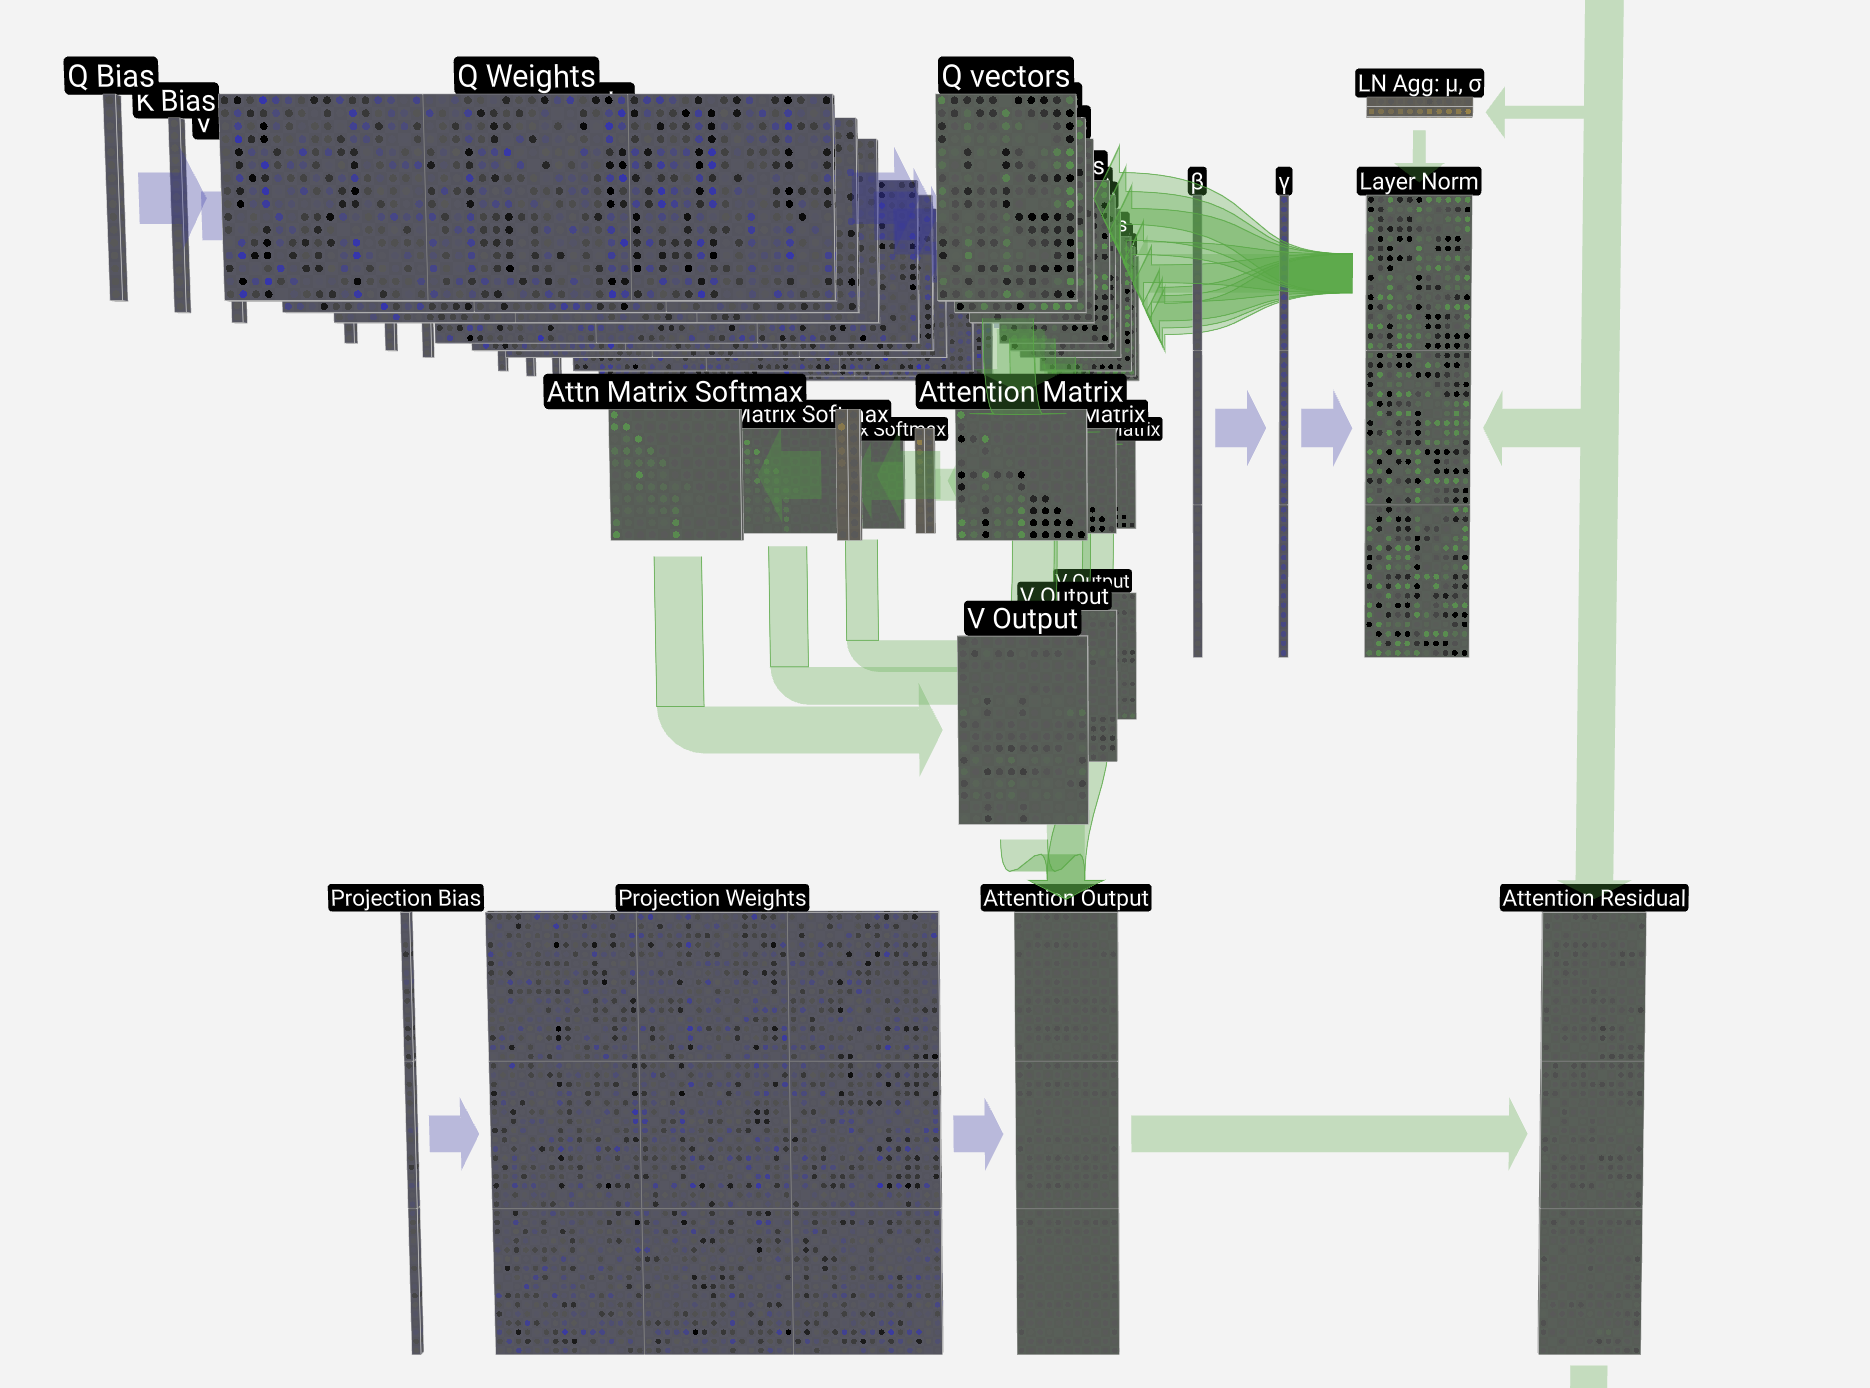 Q Bias
K Bias
V
Q Weights
Q vectors
s
s
LN Agg: μ, σ
β
γ
Layer Norm
Attn Matrix Softmax
Matrix Softmax
x Softmax
Attention Matrix
Matrix
Matrix
V Output
V Output
V Output
Projection Bias
Projection Weights
Attention Output
Attention Residual